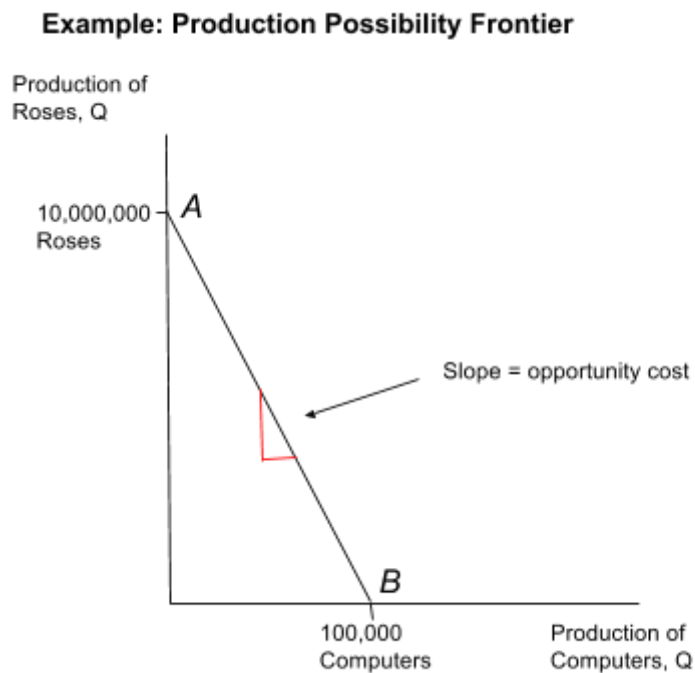 Example: Production Possibility Frontier
Production of
Roses, Q
10,000,000
Roses
A
Slope = opportunity cost
B
100,000
Computers
Production of
Computers, Q